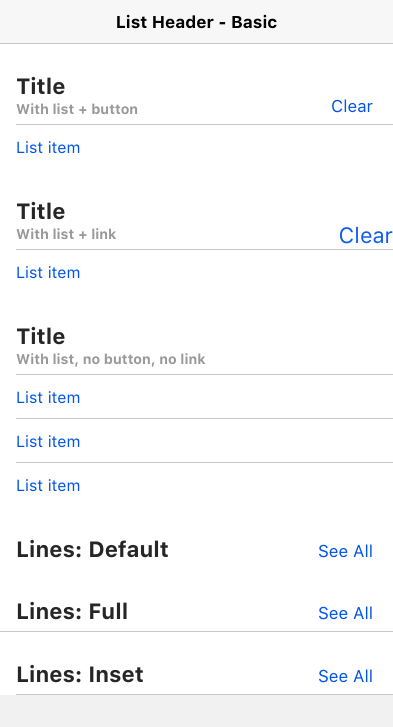 List Header - Basic
Title
With list + button
Clear
List item
Title
With list + link
Clear
List item
Title
With list, no button, no link
List item
List item
List item
Lines: Default See All
Lines: Full See All
Lines: Inset See All